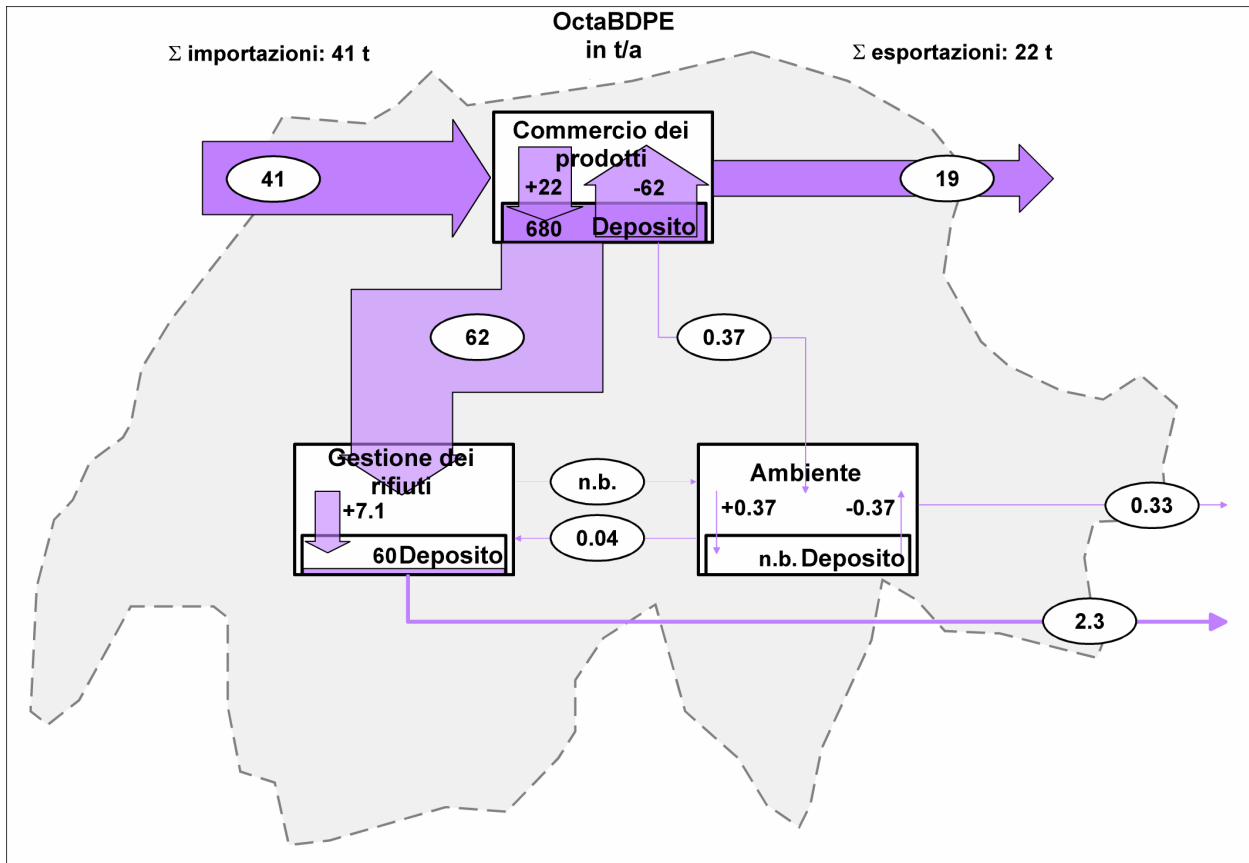 OctaBDPE
in t/a
Σ importazioni: 41 t
Σ esportazioni: 22 t
Commercio dei
prodotti
41
+22
-62
19
680 Deposito
62
0.37
Gestione dei
rifiuti
+7.1
60 Deposito
n.b.
0.04
Ambiente
+0.37
-0.37
n.b. Deposito
0.33
2.3